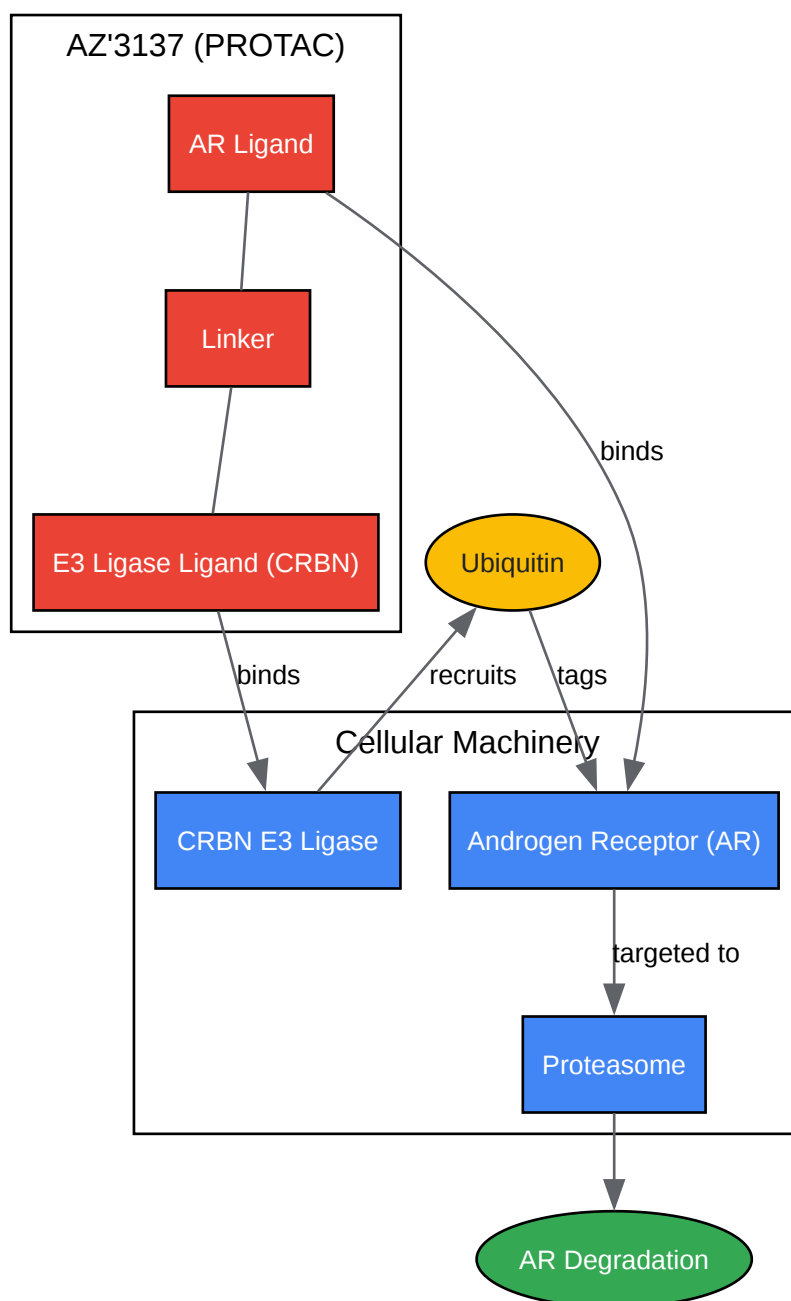 AZ'3137 (PROTAC)
AR Ligand
Linker
binds
E3 Ligase Ligand (CRBN)
Ubiquitin
binds
recruits
tags
Cellular Machinery
CRBN E3 Ligase
Androgen Receptor (AR)
targeted to
Proteasome
AR Degradation